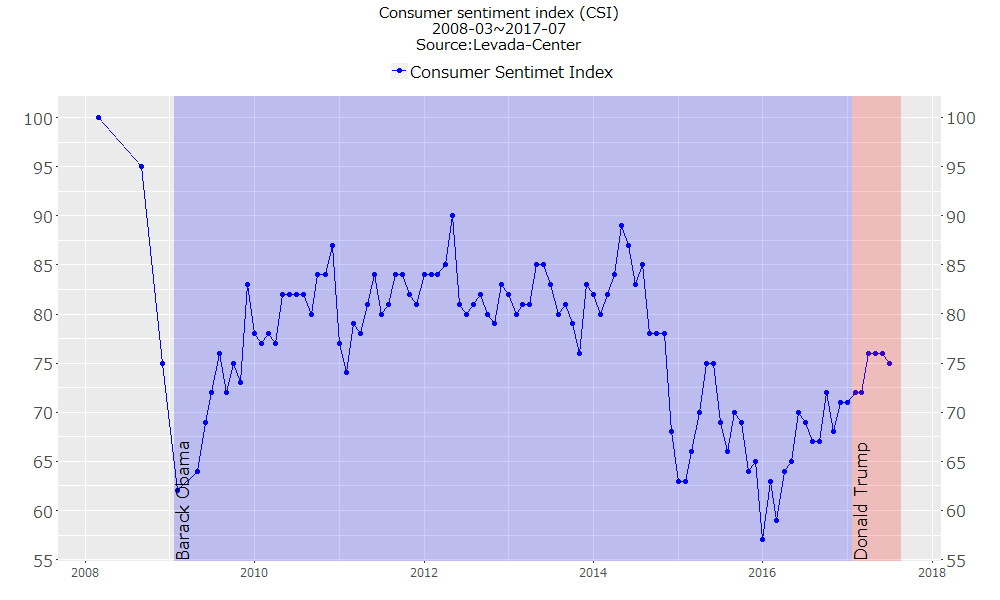 Consumer sentiment index (CSI)
2008-03~2017-07
Source:Levada-Center
Consumer Sentimet Index
100 100
95 95
90 90
85 85
80 80
75 75
70 70
65 65
60 60
55 55
Barack Obama
Donald Trump
2008 2010 2012 2014 2016 2018